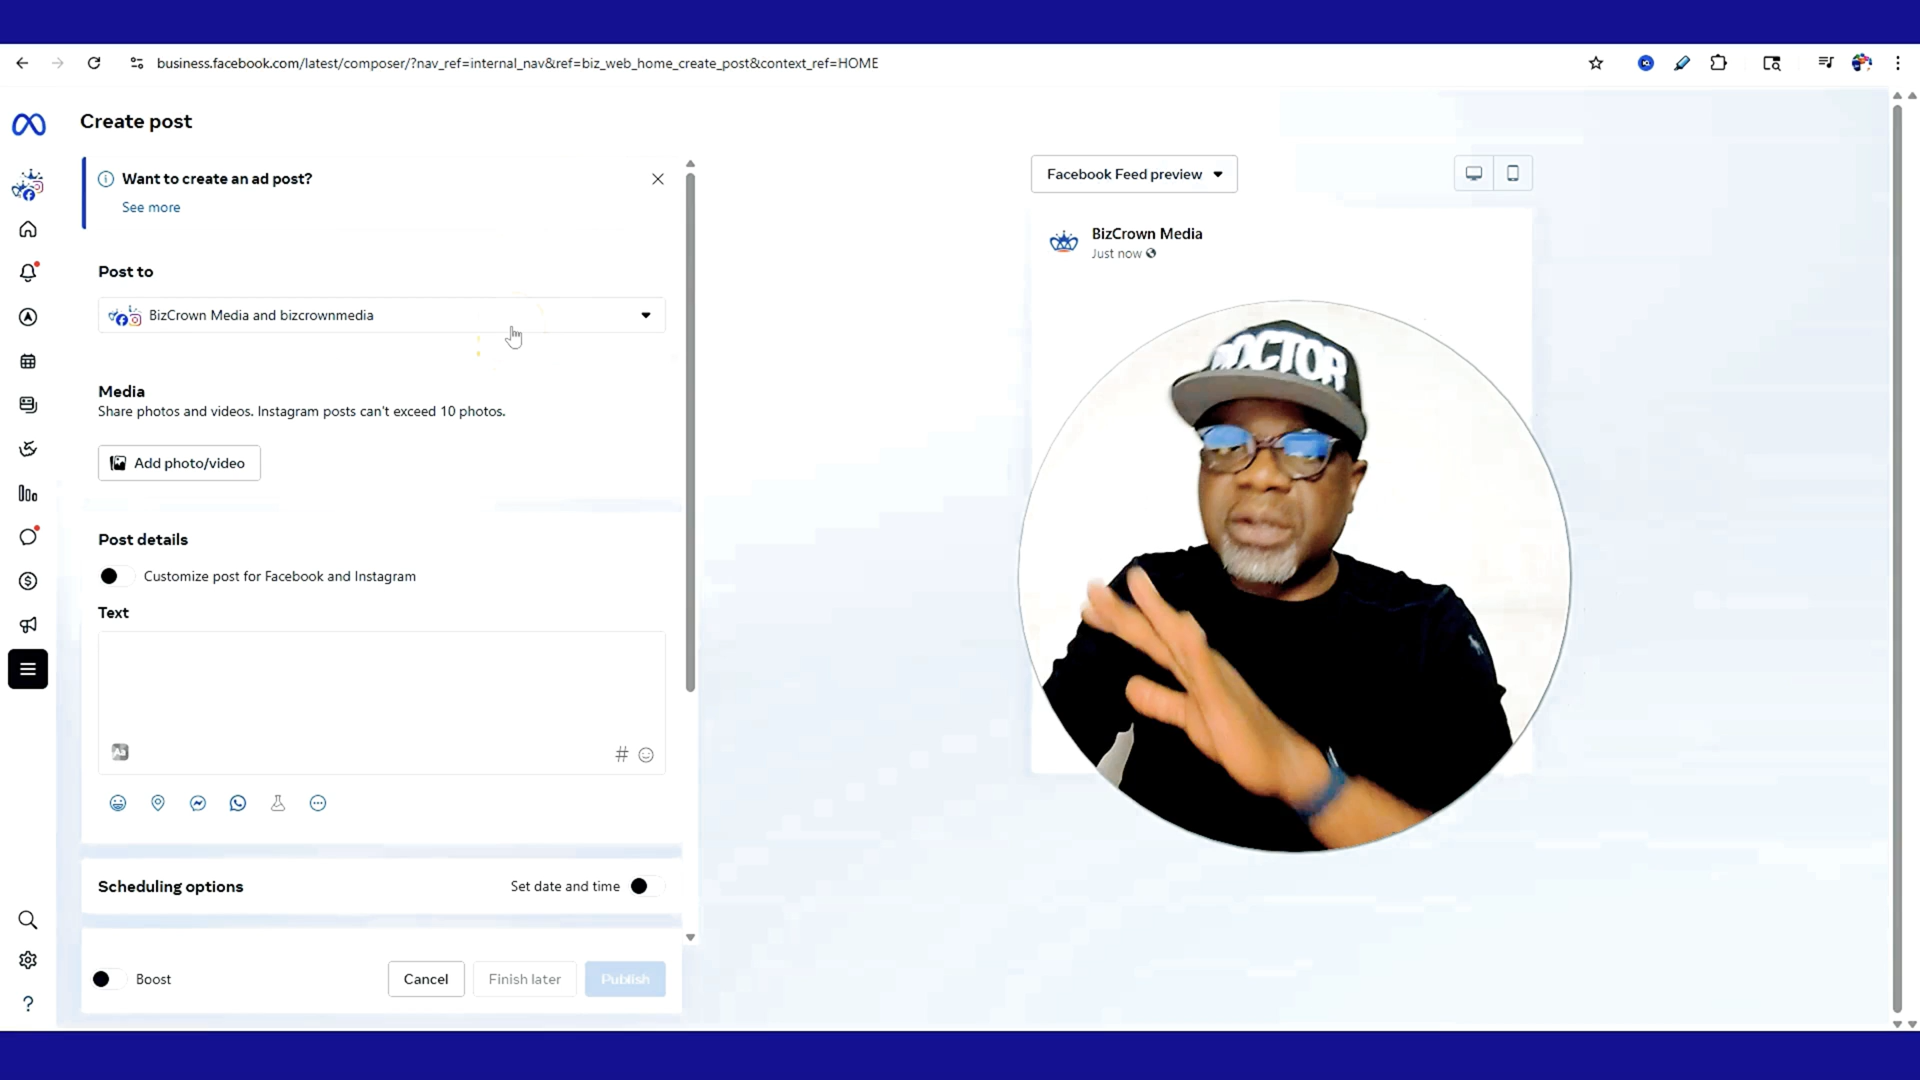 business.facebook.com/latest/composer/?nav_ref=internal_nav&ref=biz_web_home_create_post&context_ref=HOME
Create post
Want to create an ad post?
See more
Post to
BizCrown Media and bizcrownmedia
Media
Share photos and videos. Instagram posts can't exceed 10 photos.
Add photo/video
Post details
Customize post for Facebook and Instagram
Text
Scheduling options
Set date and time
Boost
Cancel
Finish later
Publish
Facebook Feed preview
BizCrown Media
Just now
DOCTOR